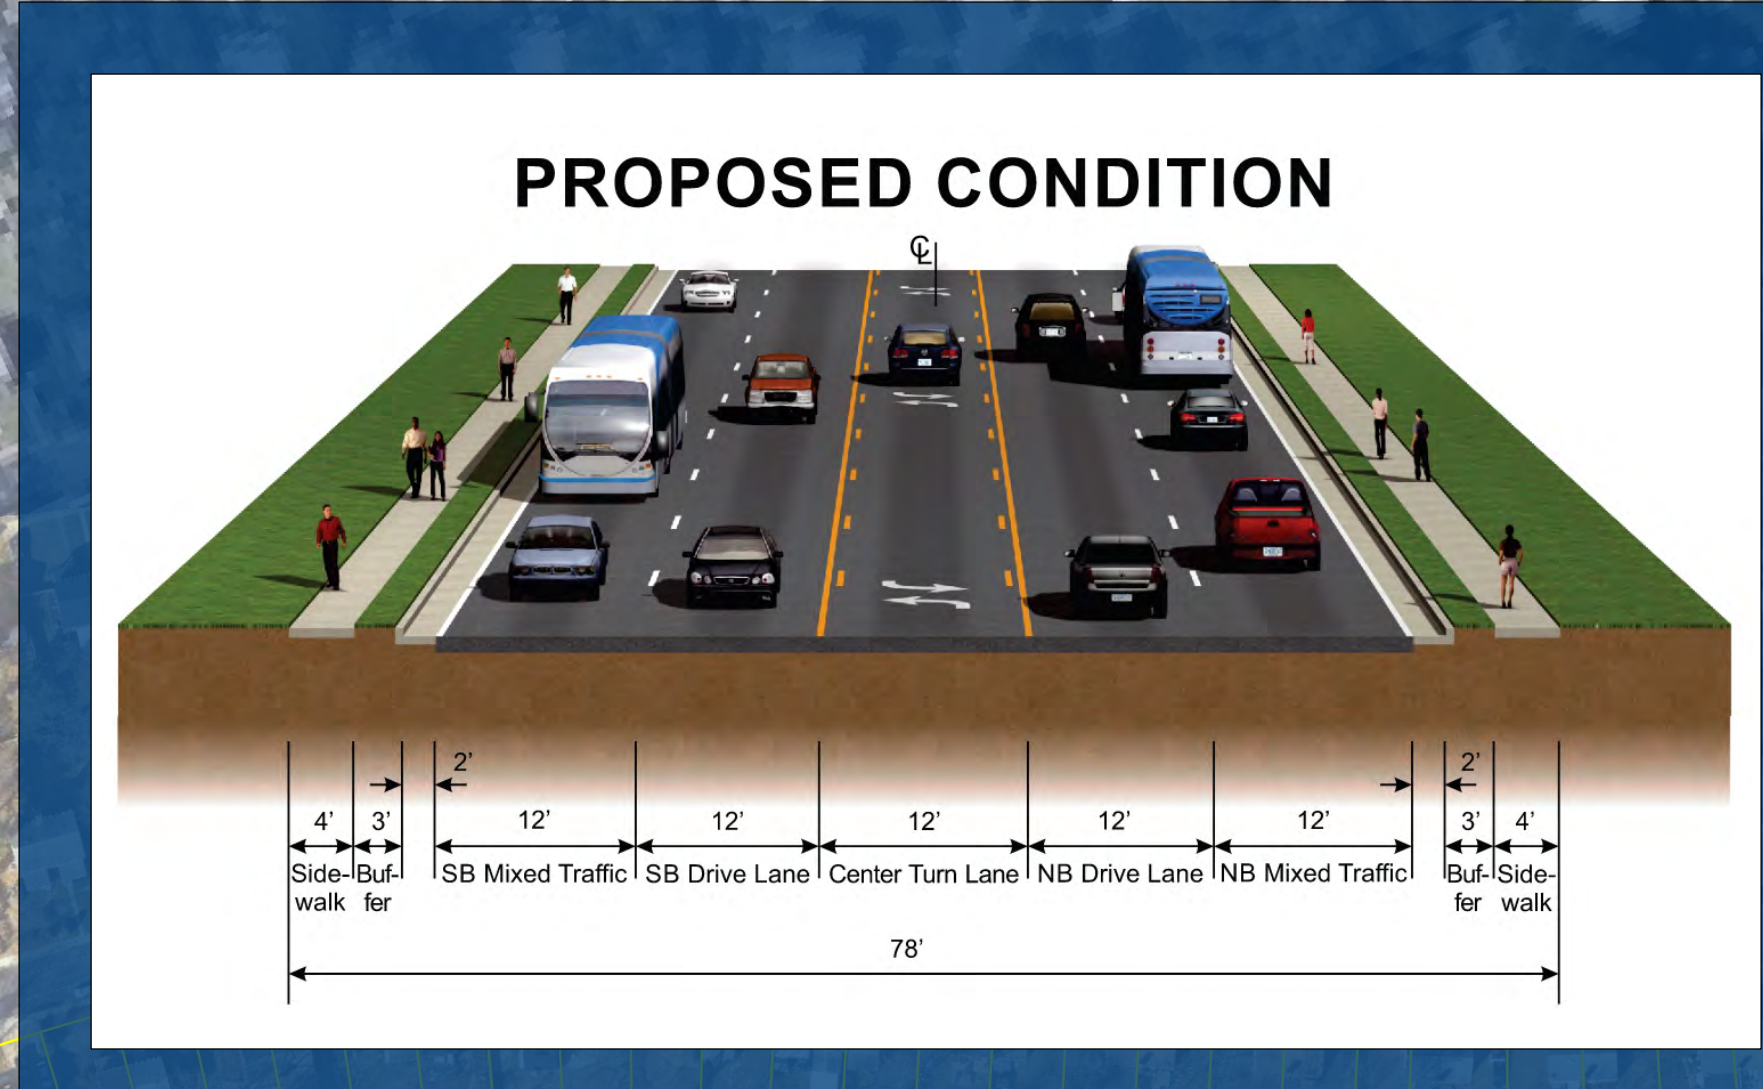 PROPOSED CONDITION
℄
2’ 2’
4’ 3’ 12’ 12’ 12’ 12’ 12’ 3’ 4’
Side- Buf- SB Mixed Traffic SB Drive Lane Center Turn Lane NB Drive Lane NB Mixed Traffic Buf- Side-
walk fer fer walk
78’